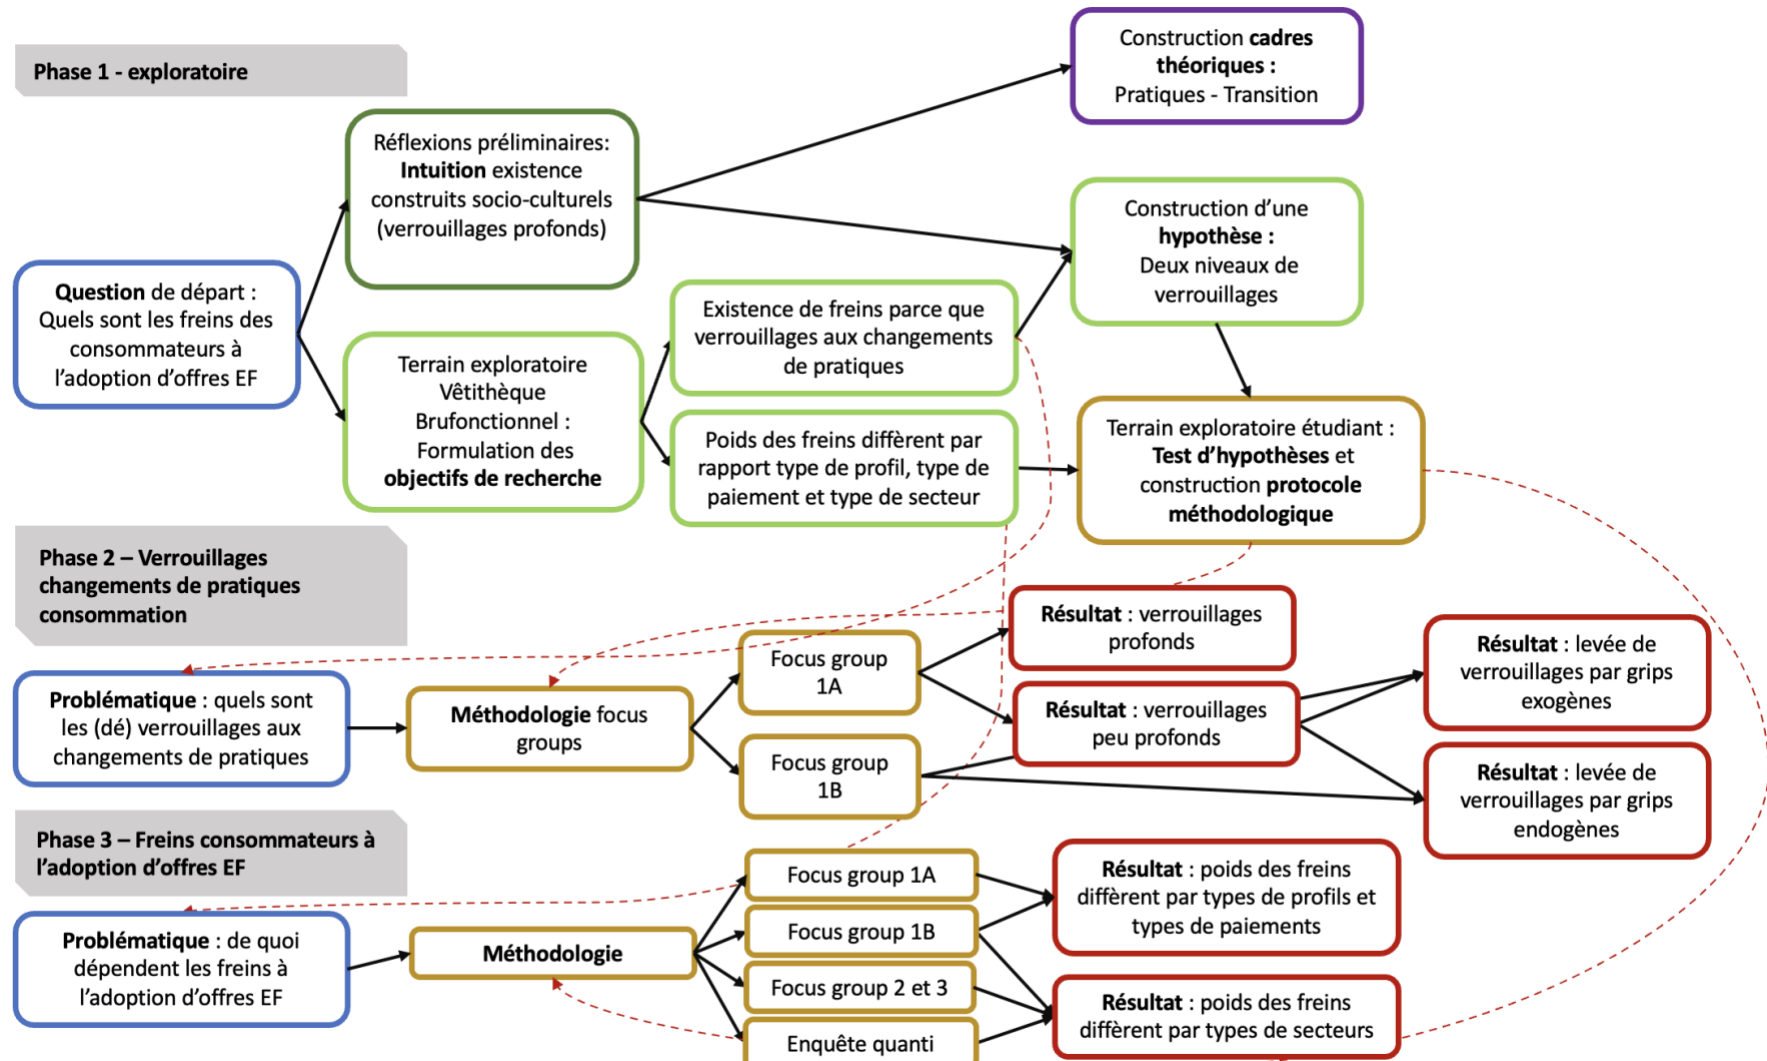 Phase 1 - exploratoire
Construction cadres
théoriques :
Pratiques - Transition
Réflexions préliminaires:
Intuition existence
construits socio-culturels
(verrouillages profonds)
Construction d’une
hypothèse :
Deux niveaux de
verrouillages
Question de départ :
Quels sont les freins des
consommateurs à
l’adoption d’offres EF
Existence de freins parce que
verrouillages aux changements
de pratiques
Terrain exploratoire
Vêtithèque
Brufonctionnel :
Formulation des
objectifs de recherche
Poids des freins diffèrent par
rapport type de profil, type de
paiement et type de secteur
Terrain exploratoire étudiant :
Test d’hypothèses et
construction protocole
méthodologique
Phase 2 – Verrouillages
changements de pratiques
consommation
Problématique : quels sont
les (dé) verrouillages aux
changements de pratiques
Méthodologie focus
groups
Focus group
1A
Focus group
1B
Résultat : verrouillages
profonds
Résultat : verrouillages
peu profonds
Résultat : levée de
verrouillages par grips
exogènes
Résultat : levée de
verrouillages par grips
endogènes
Phase 3 – Freins consommateurs à
l’adoption d’offres EF
Problématique : de quoi
dépendent les freins à
l’adoption d’offres EF
Méthodologie
Focus group 1A
Focus group 1B
Focus group 2 et 3
Enquête quanti
Résultat : poids des freins
diffèrent par types de profils et
types de paiements
Résultat : poids des freins
diffèrent par types de secteurs